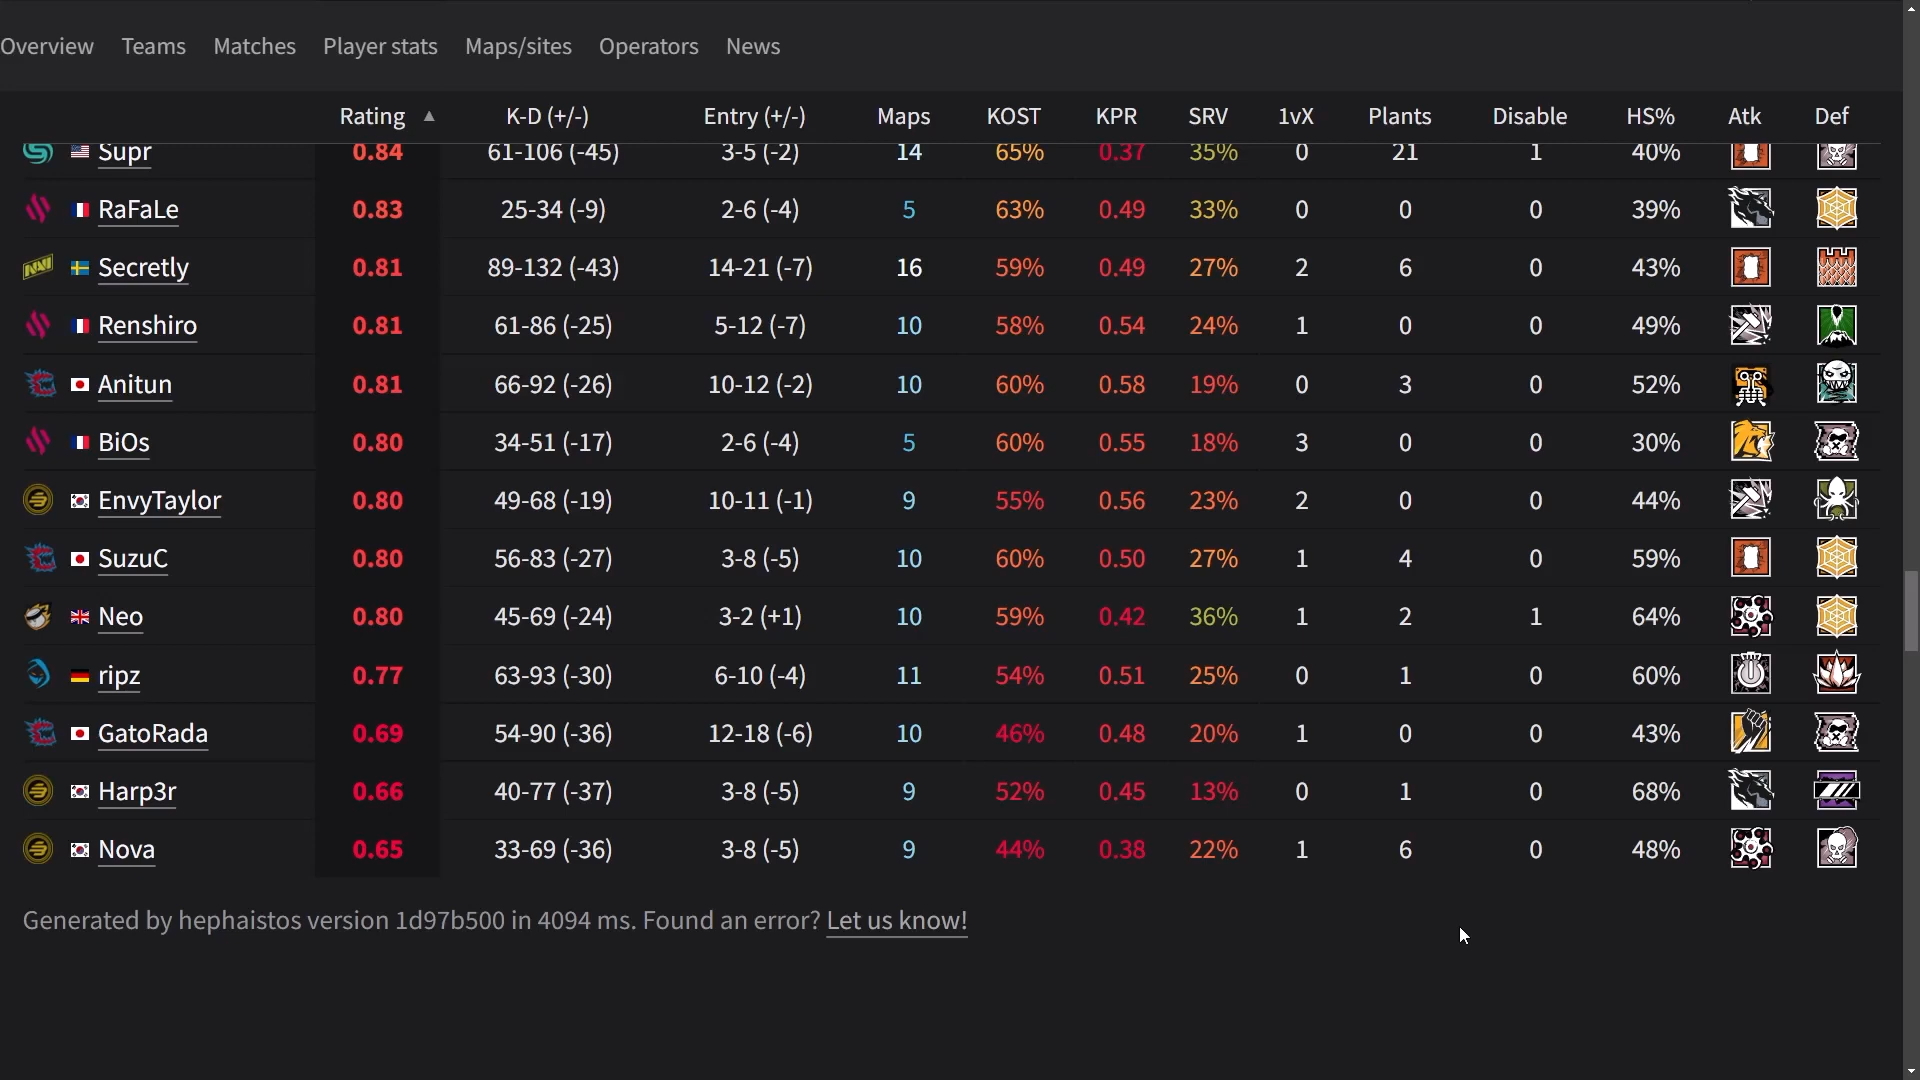 Overview Teams Matches Player stats Maps/sites Operators News
Rating ▲ K-D (+/-) Entry (+/-) Maps KOST KPR SRV 1vX Plants Disable HS% Atk Def
Supr 0.84 61-106 (-45) 3-5 (-2) 14 65% 0.37 35% 0 21 1 40%
RaFaLe 0.83 25-34 (-9) 2-6 (-4) 5 63% 0.49 33% 0 0 0 39%
Secretly 0.81 89-132 (-43) 14-21 (-7) 16 59% 0.49 27% 2 6 0 43%
Renshiro 0.81 61-86 (-25) 5-12 (-7) 10 58% 0.54 24% 1 0 0 49%
Anitun 0.81 66-92 (-26) 10-12 (-2) 10 60% 0.58 19% 0 3 0 52%
BiOs 0.80 34-51 (-17) 2-6 (-4) 5 60% 0.55 18% 3 0 0 30%
EnvyTaylor 0.80 49-68 (-19) 10-11 (-1) 9 55% 0.56 23% 2 0 0 44%
SuzuC 0.80 56-83 (-27) 3-8 (-5) 10 60% 0.50 27% 1 4 0 59%
Neo 0.80 45-69 (-24) 3-2 (+1) 10 59% 0.42 36% 1 2 1 64%
ripz 0.77 63-93 (-30) 6-10 (-4) 11 54% 0.51 25% 0 1 0 60%
GatoRada 0.69 54-90 (-36) 12-18 (-6) 10 46% 0.48 20% 1 0 0 43%
Harp3r 0.66 40-77 (-37) 3-8 (-5) 9 52% 0.45 13% 0 1 0 68%
Nova 0.65 33-69 (-36) 3-8 (-5) 9 44% 0.38 22% 1 6 0 48%
Generated by hephaistos version 1d97b500 in 4094 ms. Found an error? Let us know!